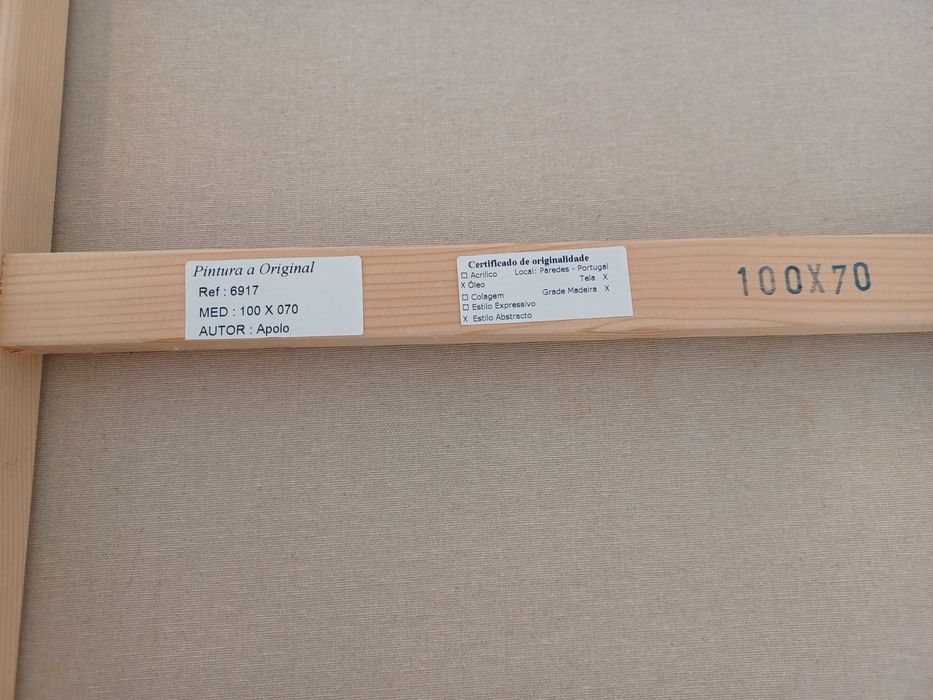 Pintura a Original
Ref : 6917
MED : 100 X 070
AUTOR : Apolo
Certificado de originalidade
☐ Acrilico Local: Paredes - Portugal
X Óleo Tela X
☐ Colagem Grade Madeira X
☐ Estilo Expressivo
X Estilo Abstracto
100X70